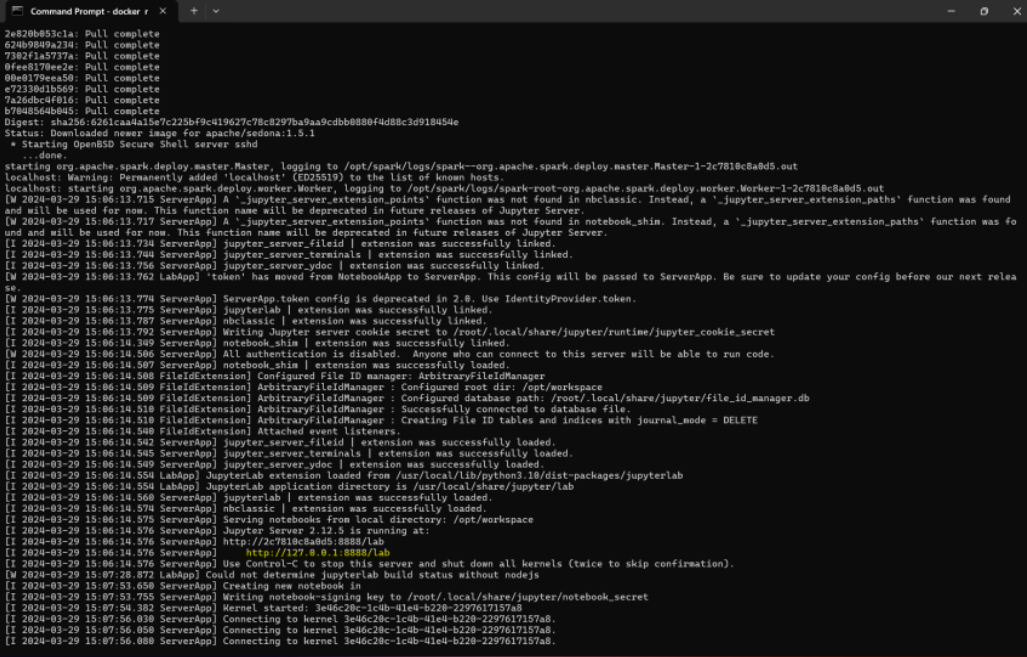 Command Prompt - docker r
2e820b053c1a: Pull complete
624b9849a234: Pull complete
7302f1a5737a: Pull complete
0fee8170ee2e: Pull complete
00e0179eea50: Pull complete
e72330d1b569: Pull complete
7a26dbc4f016: Pull complete
b7048564b045: Pull complete
Digest: sha256:6261caa4a15e7c225bf9c419627c78c8297ba9aa9cdbb0880f4d88c3d918454e
Status: Downloaded newer image for apache/sedona:1.5.1
* Starting OpenBSD Secure Shell server sshd
...done.
starting org.apache.spark.deploy.master.Master, logging to /opt/spark/logs/spark--org.apache.spark.deploy.master.Master-1-2c7810c8a0d5.out
localhost: Warning: Permanently added 'localhost' (ED25519) to the list of known hosts.
localhost: starting org.apache.spark.deploy.worker.Worker, logging to /opt/spark/logs/spark-root-org.apache.spark.deploy.worker.Worker-1-2c7810c8a0d5.out
[W 2024-03-29 15:06:13.715 ServerApp] A `_jupyter_server_extension_points` function was not found in nbclassic. Instead, a `_jupyter_server_extension_paths` function was found
and will be used for now. This function name will be deprecated in future releases of Jupyter Server.
[W 2024-03-29 15:06:13.717 ServerApp] A `_jupyter_server_extension_points` function was not found in notebook_shim. Instead, a `_jupyter_server_extension_paths` function was fo
und and will be used for now. This function name will be deprecated in future releases of Jupyter Server.
[I 2024-03-29 15:06:13.734 ServerApp] jupyter_server_fileid | extension was successfully linked.
[I 2024-03-29 15:06:13.744 ServerApp] jupyter_server_terminals | extension was successfully linked.
[I 2024-03-29 15:06:13.756 ServerApp] jupyter_server_ydoc | extension was successfully linked.
[W 2024-03-29 15:06:13.762 LabApp] 'token' has moved from NotebookApp to ServerApp. This config will be passed to ServerApp. Be sure to update your config before our next relea
se.
[W 2024-03-29 15:06:13.774 ServerApp] ServerApp.token config is deprecated in 2.0. Use IdentityProvider.token.
[I 2024-03-29 15:06:13.775 ServerApp] jupyterlab | extension was successfully linked.
[I 2024-03-29 15:06:13.787 ServerApp] nbclassic | extension was successfully linked.
[I 2024-03-29 15:06:13.792 ServerApp] Writing Jupyter server cookie secret to /root/.local/share/jupyter/runtime/jupyter_cookie_secret
[I 2024-03-29 15:06:14.349 ServerApp] notebook_shim | extension was successfully linked.
[W 2024-03-29 15:06:14.506 ServerApp] All authentication is disabled.  Anyone who can connect to this server will be able to run code.
[I 2024-03-29 15:06:14.507 ServerApp] notebook_shim | extension was successfully loaded.
[I 2024-03-29 15:06:14.508 FileIdExtension] Configured File ID manager: ArbitraryFileIdManager
[I 2024-03-29 15:06:14.509 FileIdExtension] ArbitraryFileIdManager : Configured root dir: /opt/workspace
[I 2024-03-29 15:06:14.509 FileIdExtension] ArbitraryFileIdManager : Configured database path: /root/.local/share/jupyter/file_id_manager.db
[I 2024-03-29 15:06:14.510 FileIdExtension] ArbitraryFileIdManager : Successfully connected to database file.
[I 2024-03-29 15:06:14.510 FileIdExtension] ArbitraryFileIdManager : Creating File ID tables and indices with journal_mode = DELETE
[I 2024-03-29 15:06:14.540 FileIdExtension] Attached event listeners.
[I 2024-03-29 15:06:14.542 ServerApp] jupyter_server_fileid | extension was successfully loaded.
[I 2024-03-29 15:06:14.545 ServerApp] jupyter_server_terminals | extension was successfully loaded.
[I 2024-03-29 15:06:14.549 ServerApp] jupyter_server_ydoc | extension was successfully loaded.
[I 2024-03-29 15:06:14.554 LabApp] JupyterLab extension loaded from /usr/local/lib/python3.10/dist-packages/jupyterlab
[I 2024-03-29 15:06:14.554 LabApp] JupyterLab application directory is /usr/local/share/jupyter/lab
[I 2024-03-29 15:06:14.560 ServerApp] jupyterlab | extension was successfully loaded.
[I 2024-03-29 15:06:14.574 ServerApp] nbclassic | extension was successfully loaded.
[I 2024-03-29 15:06:14.575 ServerApp] Serving notebooks from local directory: /opt/workspace
[I 2024-03-29 15:06:14.576 ServerApp] Jupyter Server 2.12.5 is running at:
[I 2024-03-29 15:06:14.576 ServerApp] http://2c7810c8a0d5:8888/lab
[I 2024-03-29 15:06:14.576 ServerApp]     http://127.0.0.1:8888/lab
[I 2024-03-29 15:06:14.576 ServerApp] Use Control-C to stop this server and shut down all kernels (twice to skip confirmation).
[W 2024-03-29 15:07:28.872 LabApp] Could not determine jupyterlab build status without nodejs
[I 2024-03-29 15:07:53.650 ServerApp] Creating new notebook in
[I 2024-03-29 15:07:53.755 ServerApp] Writing notebook-signing key to /root/.local/share/jupyter/notebook_secret
[I 2024-03-29 15:07:54.382 ServerApp] Kernel started: 3e46c20c-1c4b-41e4-b220-2297617157a8
[I 2024-03-29 15:07:56.030 ServerApp] Connecting to kernel 3e46c20c-1c4b-41e4-b220-2297617157a8.
[I 2024-03-29 15:07:56.050 ServerApp] Connecting to kernel 3e46c20c-1c4b-41e4-b220-2297617157a8.
[I 2024-03-29 15:07:56.080 ServerApp] Connecting to kernel 3e46c20c-1c4b-41e4-b220-2297617157a8.